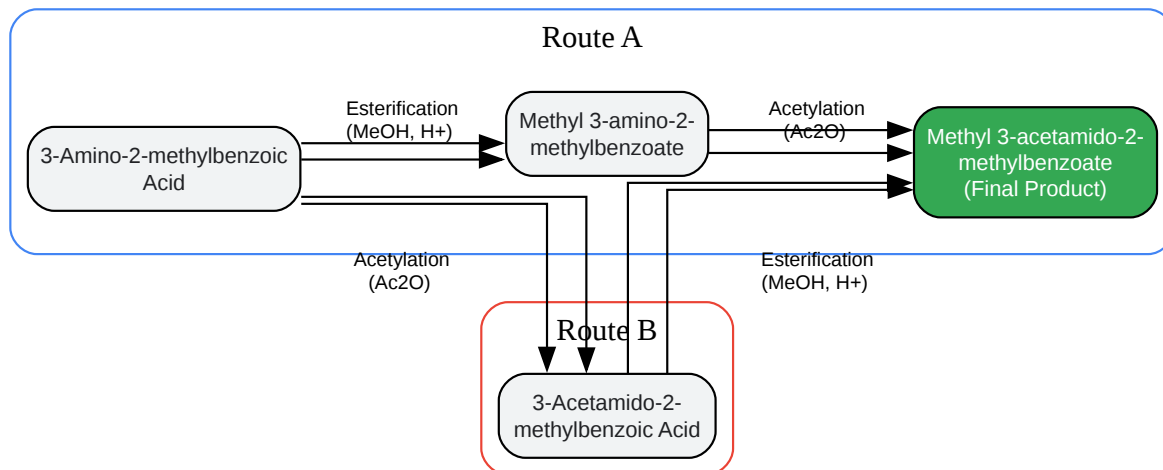 Route A
Esterification
(MeOH, H+)
Acetylation
(Ac2O)
3-Amino-2-methylbenzoic
Acid
Methyl 3-amino-2-
methylbenzoate
Methyl 3-acetamido-2-
methylbenzoate
(Final Product)
Acetylation
(Ac2O)
Esterification
(MeOH, H+)
Route B
3-Acetamido-2-
methylbenzoic Acid